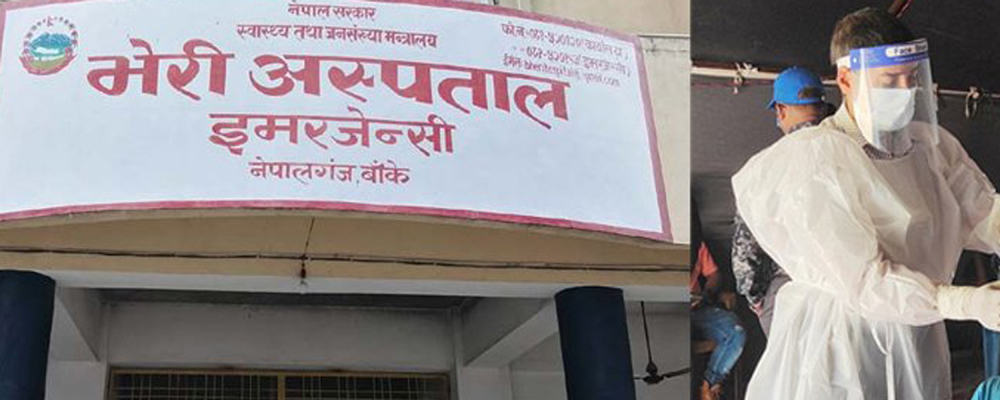 नेपाल सरकार
स्वास्थ्य तथा जनसंख्या मन्त्रालय
भेरी अस्पताल
इमरजेन्सी
नेपालगंज, बाँके
Face